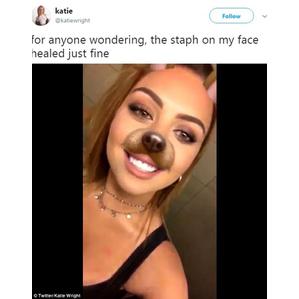 katie
@katiewright
Follow
for anyone wondering, the staph on my face
healed just fine
© Twitter/Katie Wright